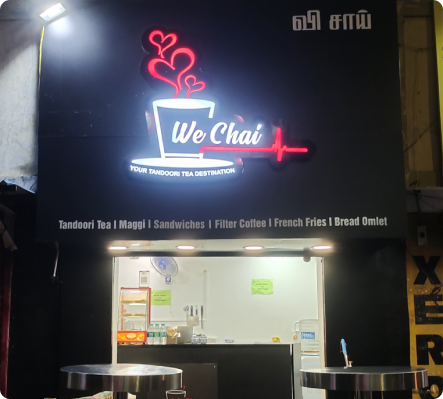 வி சாய்
We Chai
YOUR TANDOORI TEA DESTINATION
Tandoori Tea I Maggi I Sandwiches I Filter Coffee I French Fries I Bread Omlet
X
E
R
O